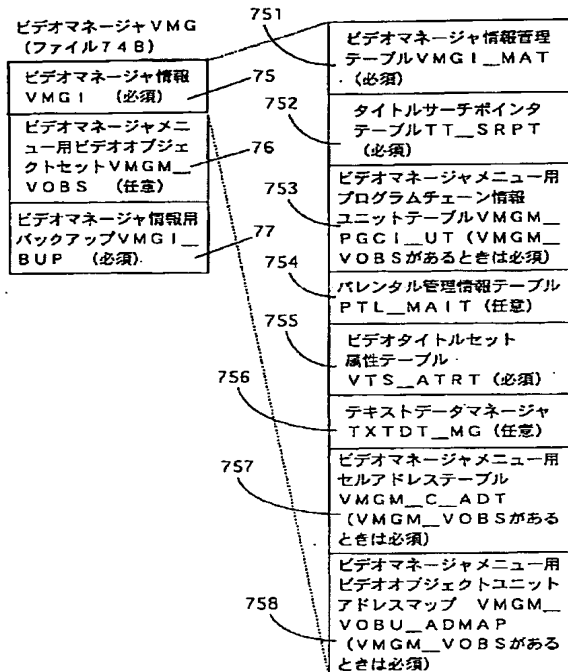 ビデオマネージャVMG
(ファイル74B)
ビデオマネージャ情報
VMGI (必須)
75
ビデオマネージャメニ
ュー用ビデオオブジェ
クトセットVMGM__
VOBS (任意)
76
ビデオマネージャ情報用
バックアップVMGI__
BUP (必須)
77
751
ビデオマネージャ情報管理
テーブルVMGI__MAT
(必須)
752
タイトルサーチポインタ
テーブルTT__SRPT
(必須)
753
ビデオマネージャメニュー用
プログラムチェーン情報
ユニットテーブルVMGM__
PGCI__UT (VMGM__
VOBSがあるときは必須)
754
パレンタル管理情報テーブル
PTL__MAIT (任意)
755
ビデオタイトルセット
属性テーブル
VTS__ATRT (必須)
756
テキストデータマネージャ
TXTDT__MG (任意)
757
ビデオマネージャメニュー用
セルアドレステーブル
VMGM__C__ADT
(VMGM__VOBSがある
ときは必須)
758
ビデオマネージャメニュー用
ビデオオブジェクトユニット
アドレスマップ VMGM__
VOBU__ADMAP
(VMGM__VOBSがある
ときは必須)